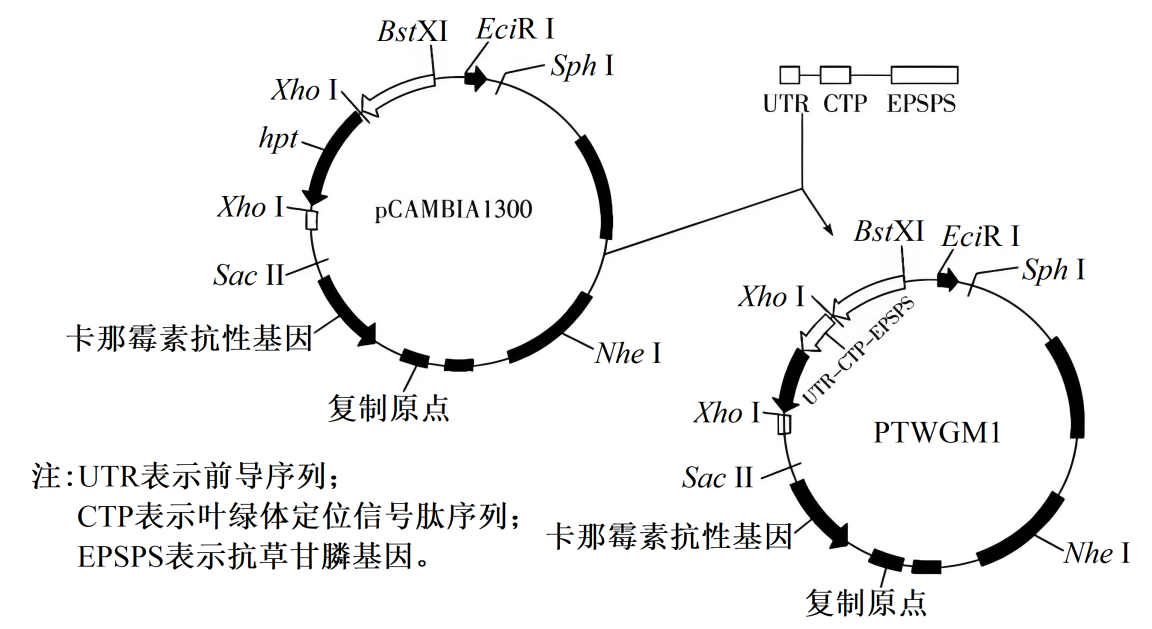 BstXI
EciR I
Sph I
Xho I
hpt
Xho I
pCAMBIA1300
Sac II
卡那霉素抗性基因
Nhe I
复制原点
UTR CTP EPSPS
BstXI
EciR I
Sph I
Xho I
UTR-CTP-EPSPS
Xho I
PTWGM1
Sac II
卡那霉素抗性基因
Nhe I
复制原点
注:UTR表示前导序列;
CTP表示叶绿体定位信号肽序列;
EPSPS表示抗草甘膦基因。